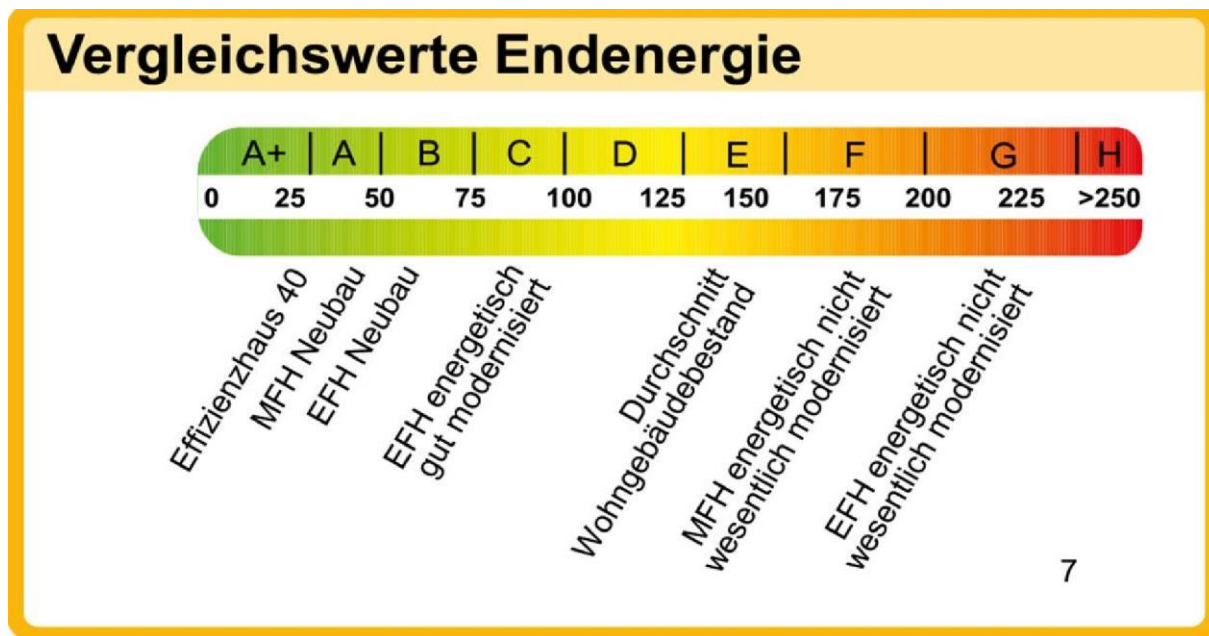 Vergleichswerte Endenergie
A+ | A | B | C | D | E | F | G | H
0 25 50 75 100 125 150 175 200 225 >250
Effizienzhaus 40
MFH Neubau
EFH Neubau
EFH energetisch
gut modernisiert
Durchschnitt
Wohngebäudebestand
MFH energetisch nicht
wesentlich modernisiert
EFH energetisch nicht
wesentlich modernisiert
7